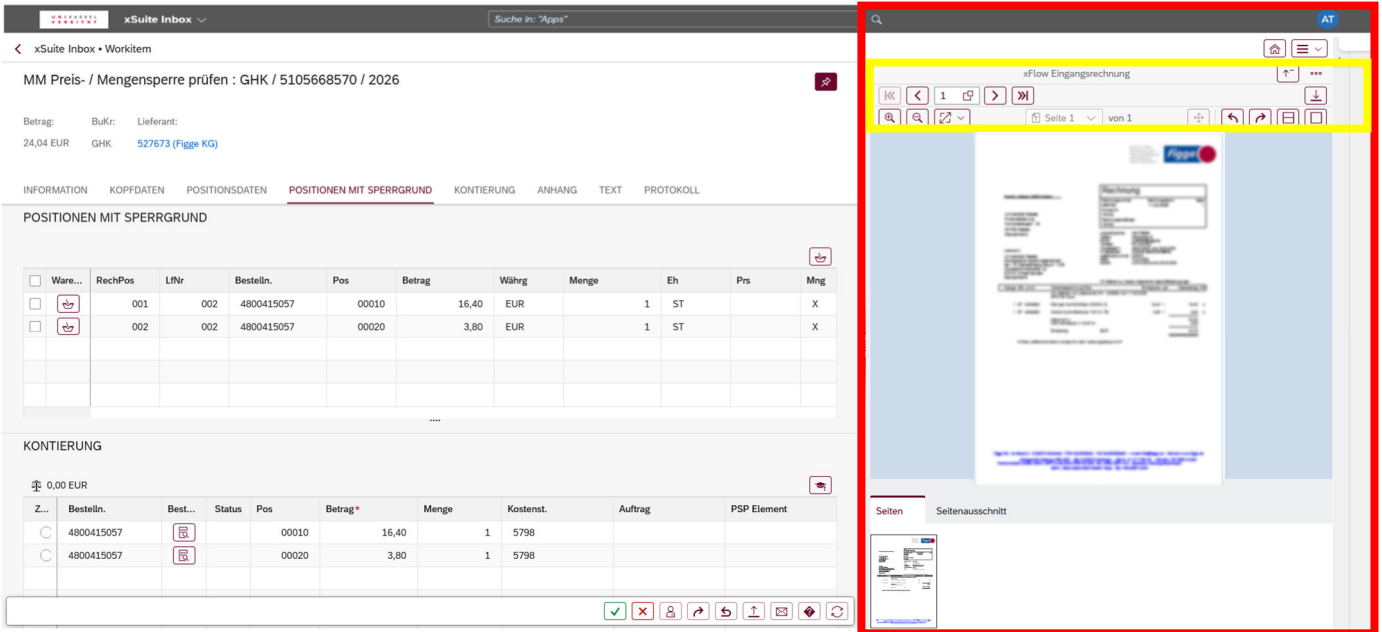 UNIKASSEL
VERSITÄT
xSuite Inbox
Suche in: "Apps"
AT
xSuite Inbox • Workitem
MM Preis- / Mengensperre prüfen : GHK / 5105668570 / 2026
Betrag: BuKr: Lieferant:
24,04 EUR GHK 527673 (Figge KG)
INFORMATION KOPFDATEN POSITIONSDATEN POSITIONEN MIT SPERRGRUND KONTIERUNG ANHANG TEXT PROTOKOLL
POSITIONEN MIT SPERRGRUND
Ware... RechPos LfNr Bestelln. Pos Betrag Währg Menge Eh Prs Mng
001 002 4800415057 00010 16,40 EUR 1 ST X
002 002 4800415057 00020 3,80 EUR 1 ST X
KONTIERUNG
0,00 EUR
Z... Bestelln. Best... Status Pos Betrag* Menge Kostenst. Auftrag PSP Element
4800415057 00010 16,40 1 5798
4800415057 00020 3,80 1 5798
xFlow Eingangsrechnung
1
Seite 1 von 1
Figge
Rechnung
Seiten Seitenausschnitt